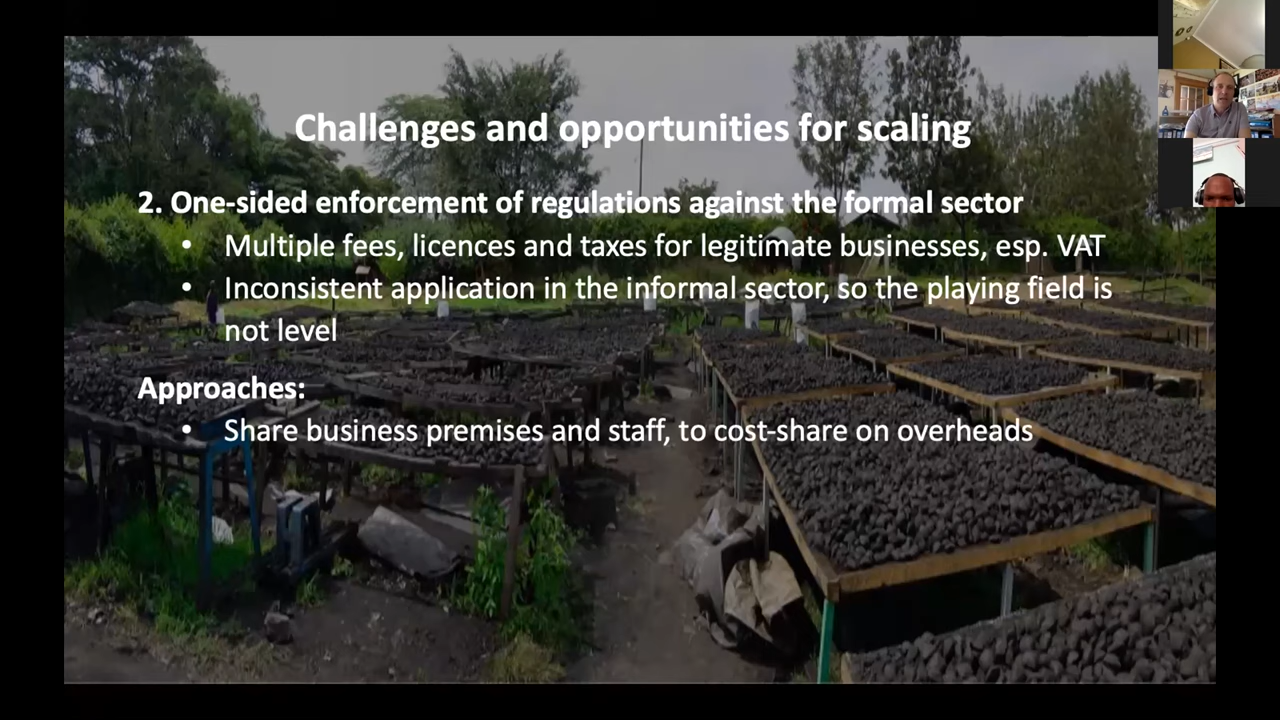 Challenges and opportunities for scaling
2. One-sided enforcement of regulations against the formal sector
• Multiple fees, licences and taxes for legitimate businesses, esp. VAT
• Inconsistent application in the informal sector, so the playing field is
not level
Approaches:
• Share business premises and staff, to cost-share on overheads